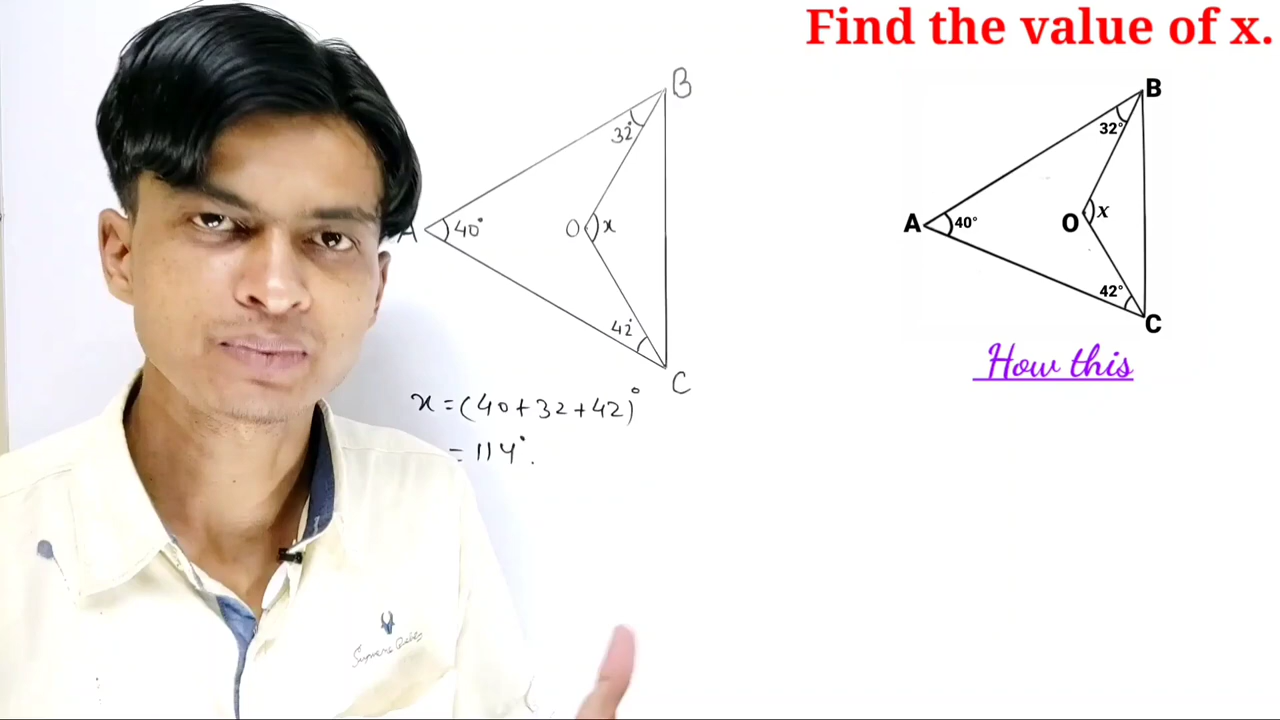 Find the value of x.
B
32°
A
40°
O
x
42°
C
x = (40+32+42)°
= 114°.
B
32°
A
40°
O
x
42°
C
How this